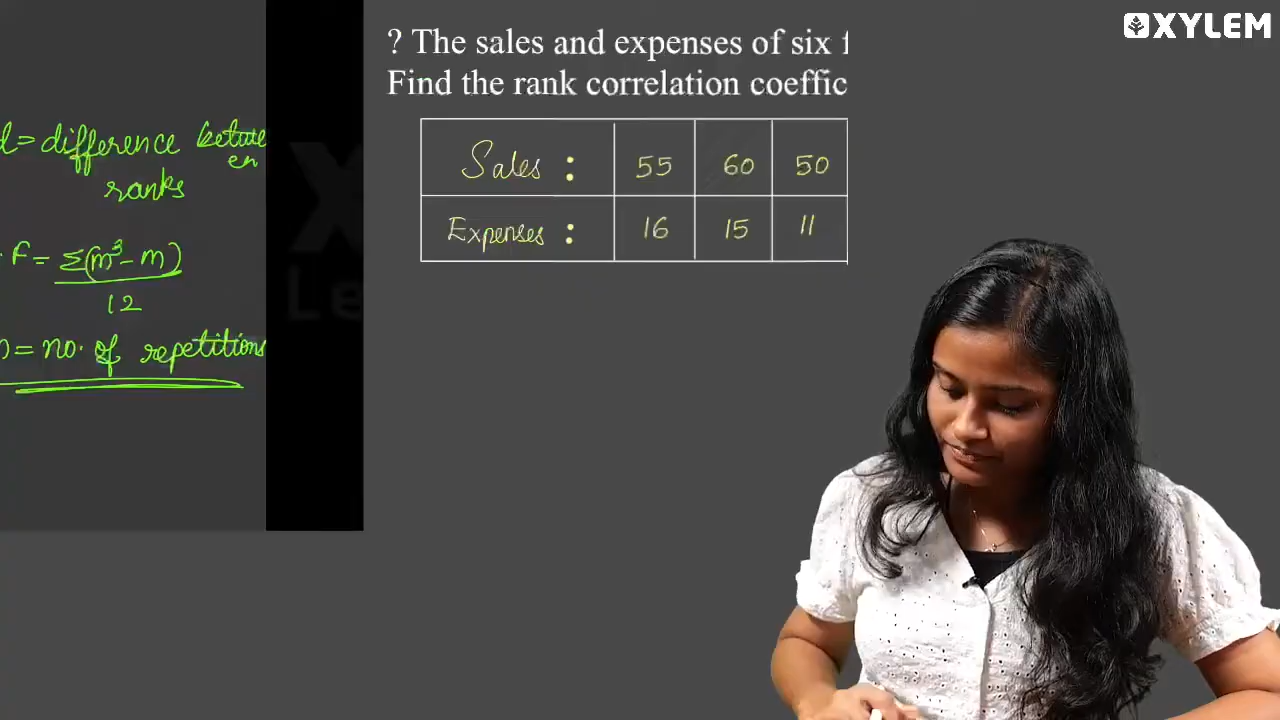 XYLEM
? The sales and expenses of six
Find the rank correlation
Sales : 55 60 50
Expenses : 16 15 11
difference between
ranks
F = Σ(m³ - m)
12
= no. of repetitions